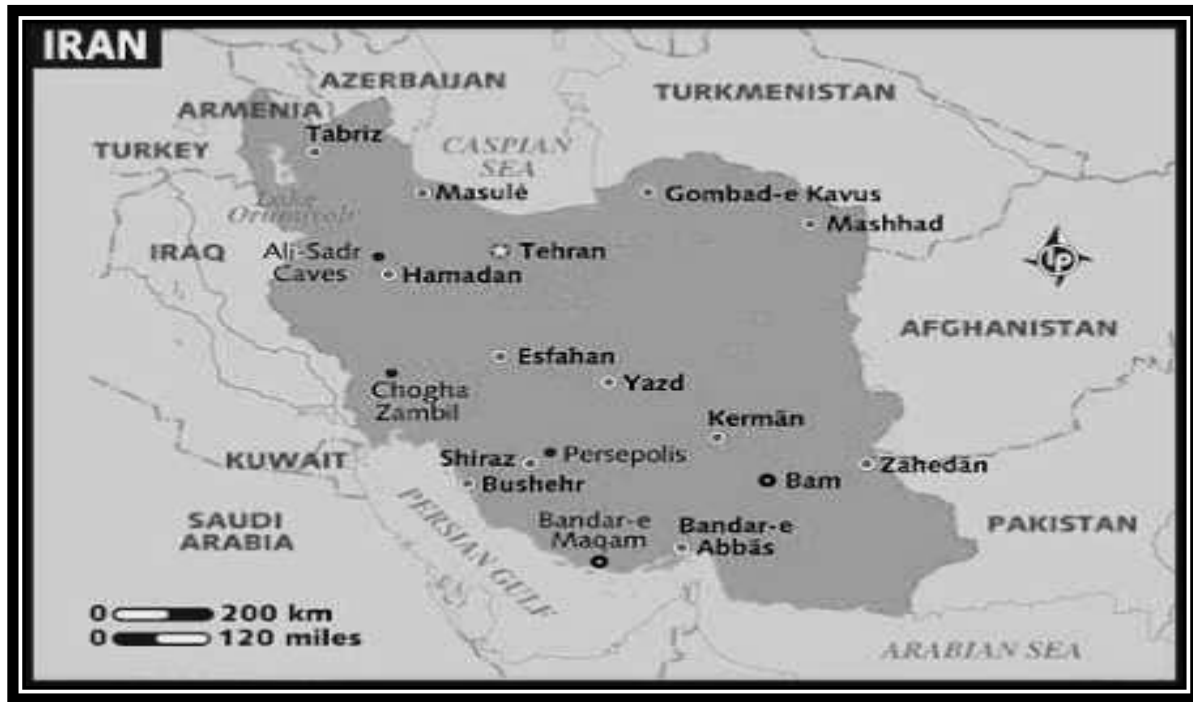 IRAN
AZERBAIJAN
TURKMENISTAN
ARMENIA
Tabriz
TURKEY
CASPIAN
SEA
Masulé
Gombad-e Kavus
Lake
Mashhad
IRAQ
Ali-Sadr
Caves
Tehran
Hamadan
AFGHANISTAN
Esfahan
Yazd
Chogha
Zambil
Kermān
KUWAIT
Shiraz
Persepolis
Zahedān
Bushehr
Bam
SAUDI
ARABIA
PERSIAN GULF
Bandar-e
Maqam
Bandar-e
Abbās
PAKISTAN
0 200 km
0 120 miles
ARABIAN SEA